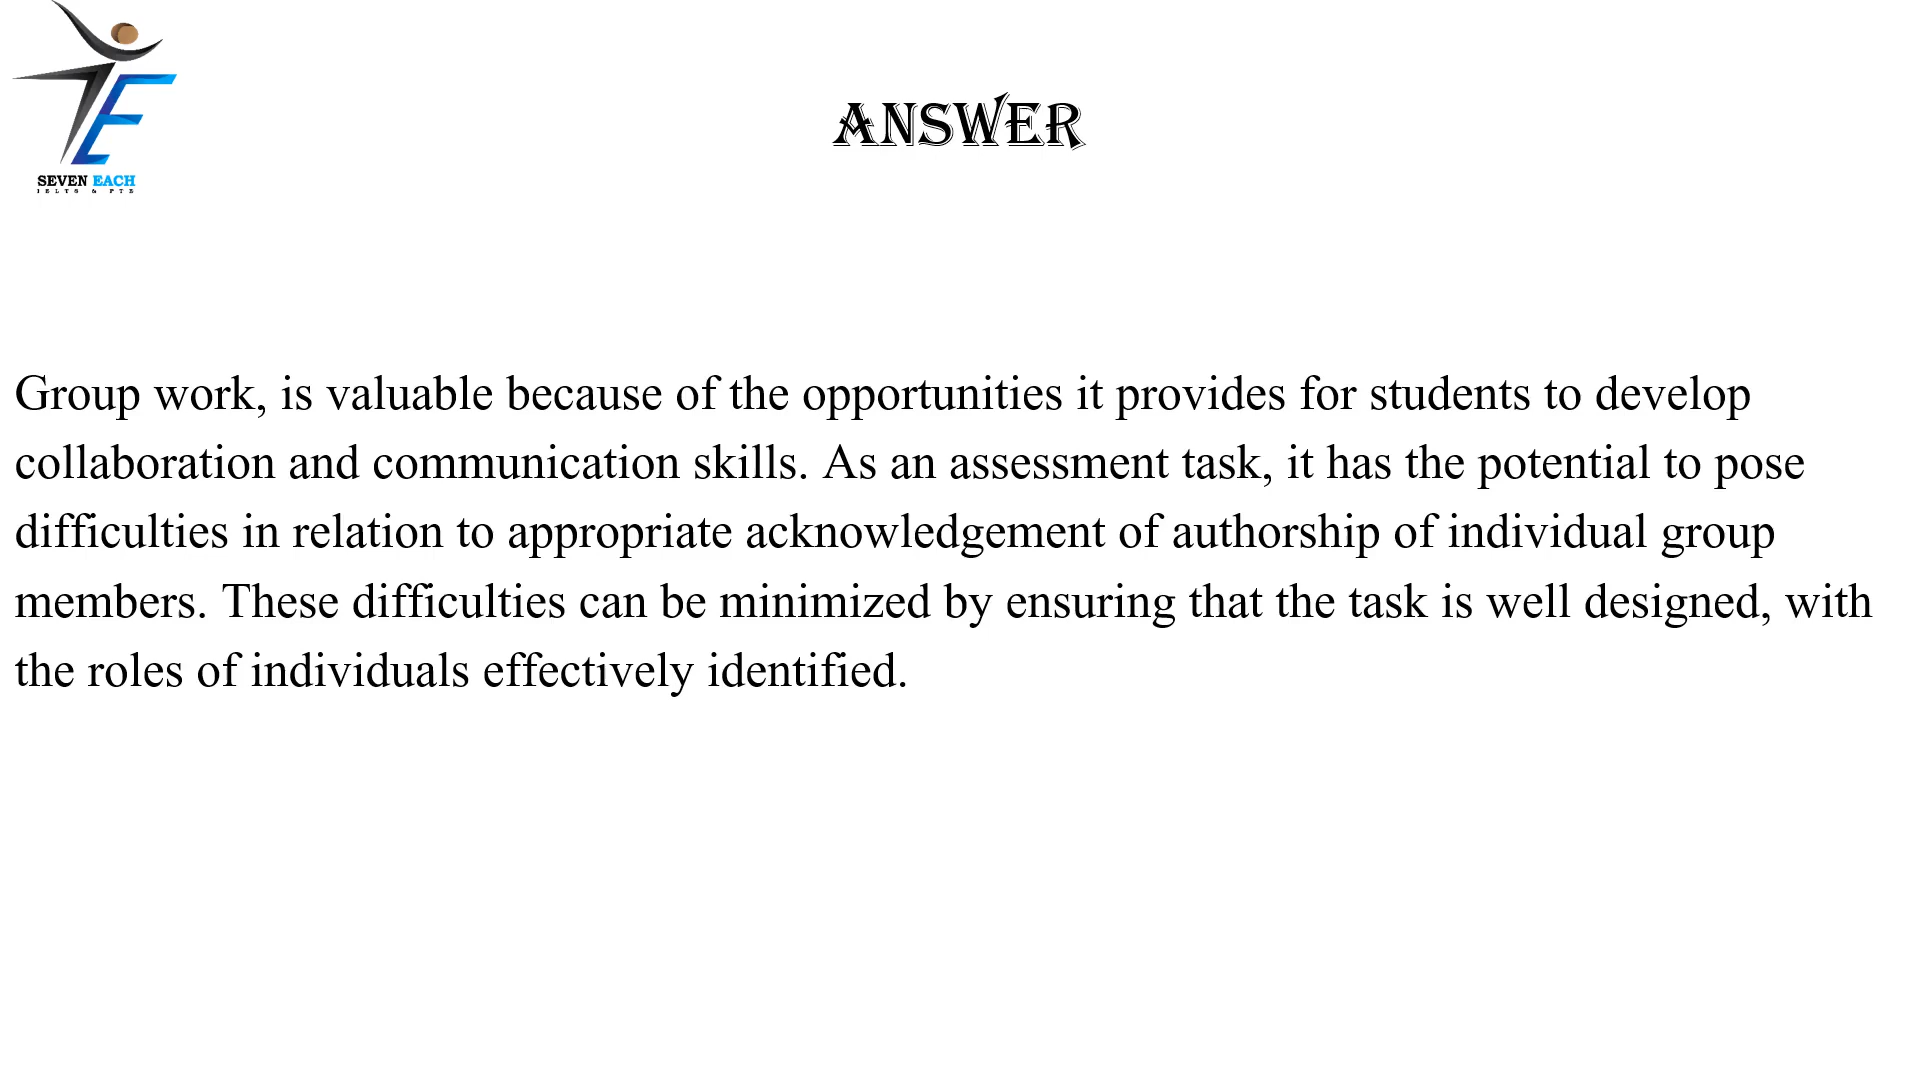 ANSWER
SEVEN EACH
IELTS & PTE
Group work, is valuable because of the opportunities it provides for students to develop
collaboration and communication skills. As an assessment task, it has the potential to pose
difficulties in relation to appropriate acknowledgement of authorship of individual group
members. These difficulties can be minimized by ensuring that the task is well designed, with
the roles of individuals effectively identified.